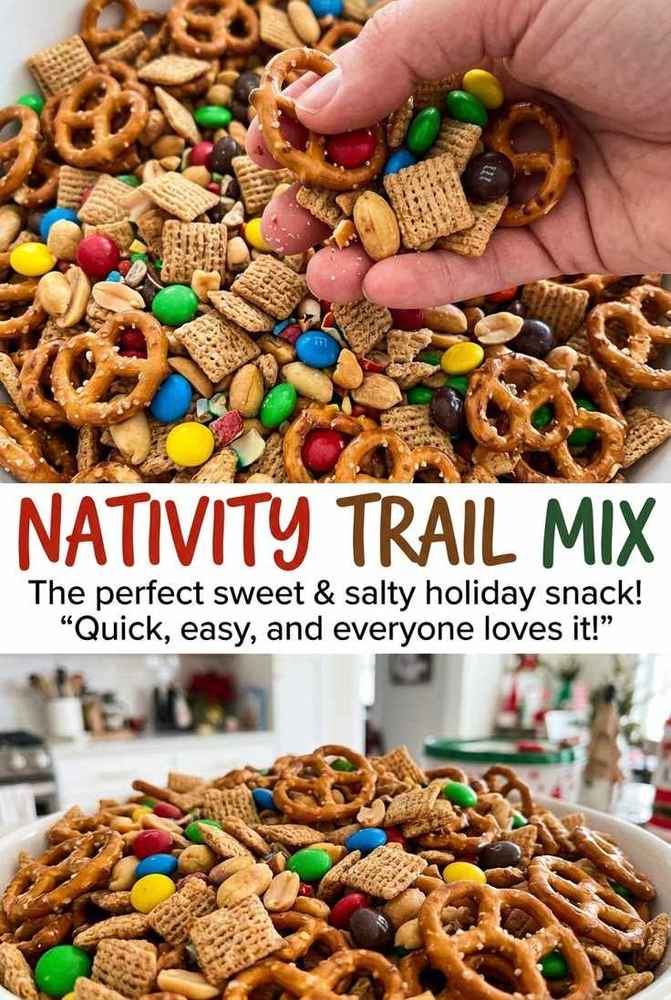 NATIVITY TRAIL MIX
The perfect sweet & salty holiday snack!
“Quick, easy, and everyone loves it!”